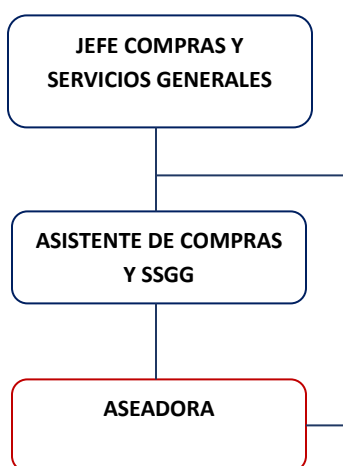 JEFE COMPRAS Y
SERVICIOS GENERALES
ASISTENTE DE COMPRAS
Y SSGG
ASEADORA